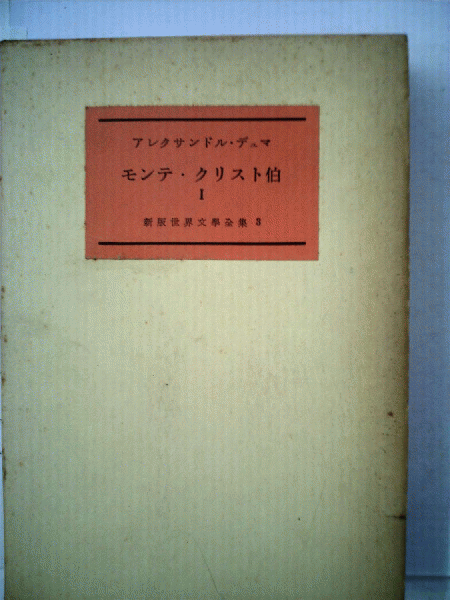 アレクサンドル・デュマ
モンテ・クリスト伯
I
新版世界文學全集 3